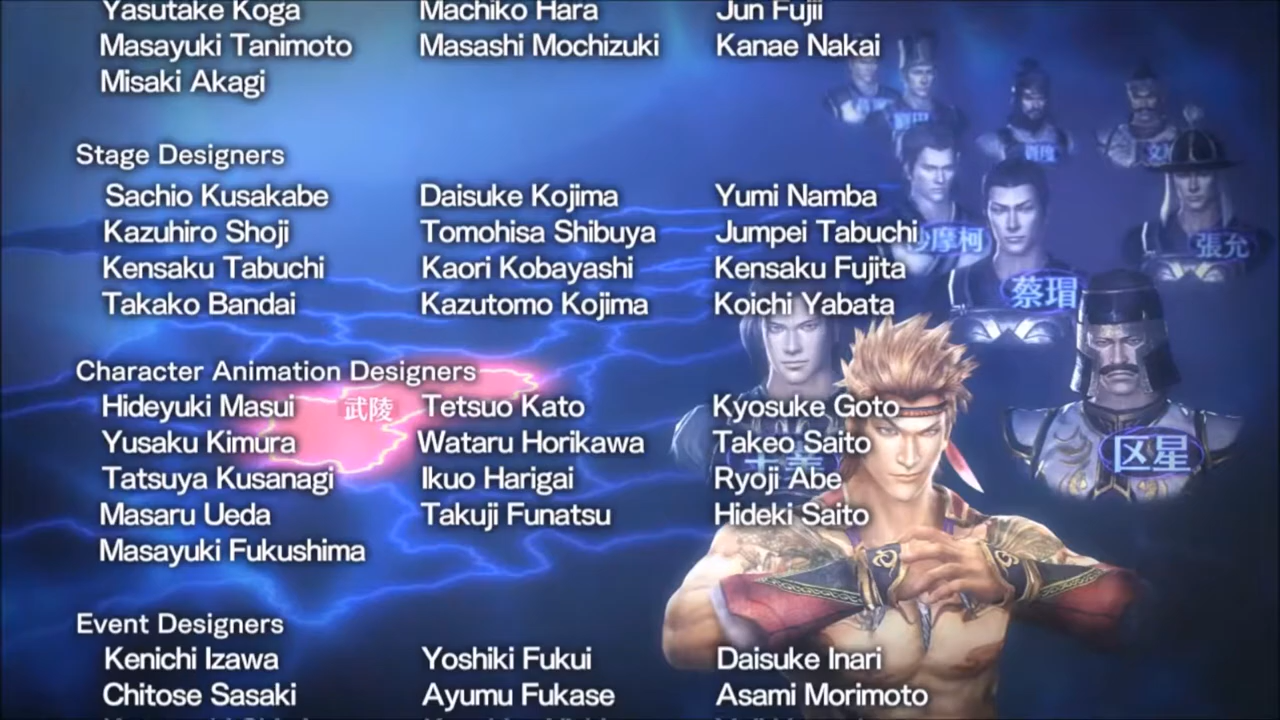 Yasutake Koga Machiko Hara Jun Fujii
Masayuki Tanimoto Masashi Mochizuki Kanae Nakai
Misaki Akagi
Stage Designers
Sachio Kusakabe Daisuke Kojima Yumi Namba
Kazuhiro Shoji Tomohisa Shibuya Jumpei Tabuchi
Kensaku Tabuchi Kaori Kobayashi Kensaku Fujita
Takako Bandai Kazutomo Kojima Koichi Yabata
沙摩柯
張允
蔡瑁
Character Animation Designers
Hideyuki Masui Tetsuo Kato Kyosuke Goto
武陵
Yusaku Kimura Wataru Horikawa Takeo Saito
区星
Tatsuya Kusanagi Ikuo Harigai Ryoji Abe
Masaru Ueda Takuji Funatsu Hideki Saito
Masayuki Fukushima
Event Designers
Kenichi Izawa Yoshiki Fukui Daisuke Inari
Chitose Sasaki Ayumu Fukase Asami Morimoto